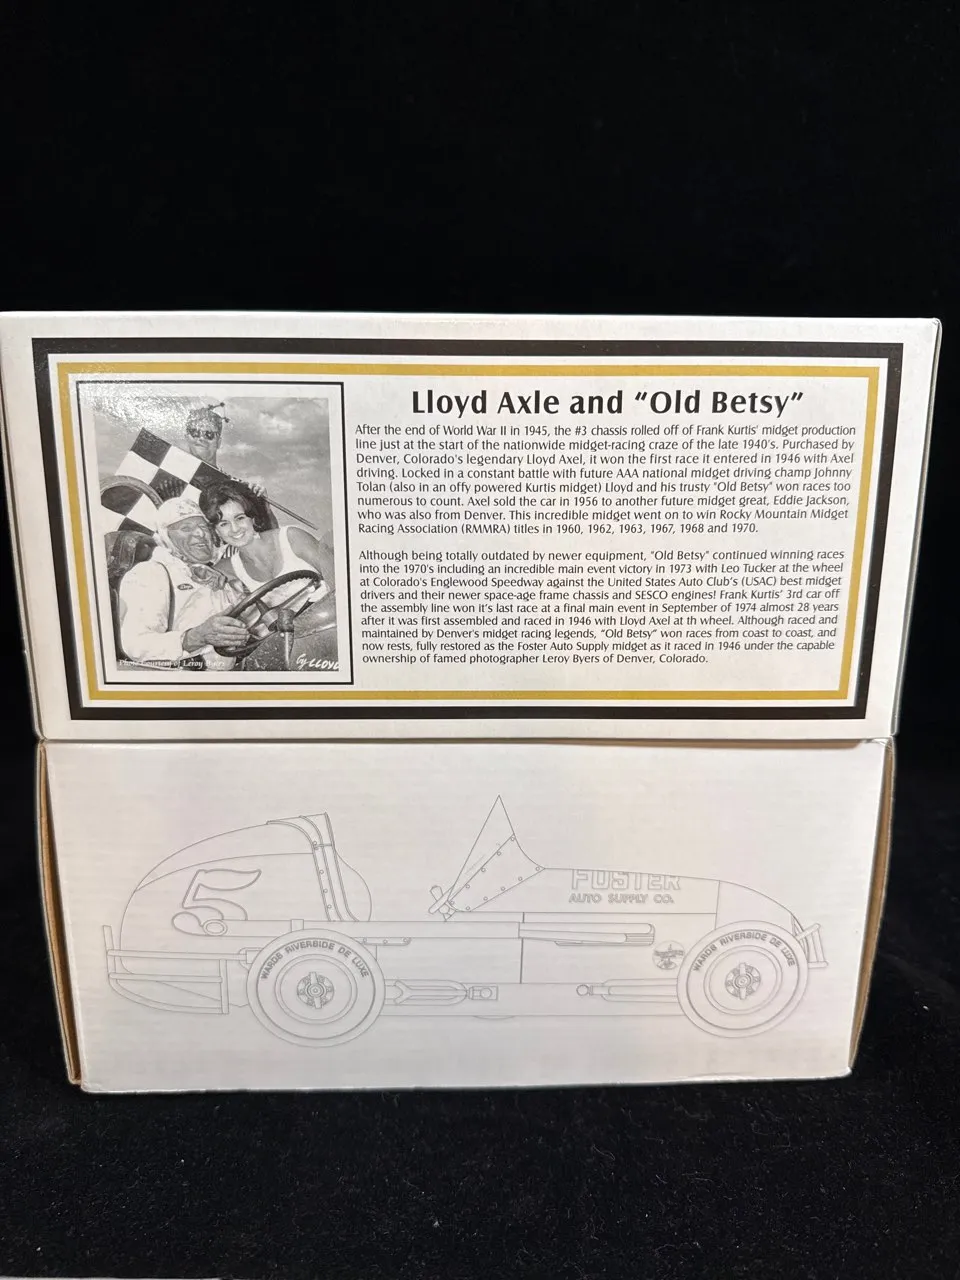 Lloyd Axle and “Old Betsy”
After the end of World War II in 1945, the #3 chassis rolled off of Frank Kurtis' midget production
line just at the start of the nationwide midget-racing craze of the late 1940's. Purchased by
Denver, Colorado's legendary Lloyd Axel, it won the first race it entered in 1946 with Axel
driving. Locked in a constant battle with future AAA national midget driving champ Johnny
Tolan (also in an offy powered Kurtis midget) Lloyd and his trusty "Old Betsy" won races too
numerous to count. Axel sold the car in 1956 to another future midget great, Eddie Jackson,
who was also from Denver. This incredible midget went on to win Rocky Mountain Midget
Racing Association (RMMRA) titles in 1960, 1962, 1963, 1967, 1968 and 1970.
Although being totally outdated by newer equipment, "Old Betsy" continued winning races
into the 1970's including an incredible main event victory in 1973 with Leo Tucker at the wheel
at Colorado's Englewood Speedway against the United States Auto Club's (USAC) best midget
drivers and their newer space-age frame chassis and SESCO engines! Frank Kurtis' 3rd car off
the assembly line won it's last race at a final main event in September of 1974 almost 28 years
after it was first assembled and raced in 1946 with Lloyd Axel at th wheel. Although raced and
maintained by Denver's midget racing legends, "Old Betsy" won races from coast to coast, and
now rests, fully restored as the Foster Auto Supply midget as it raced in 1946 under the capable
ownership of famed photographer Leroy Byers of Denver, Colorado.
Photo Courtesy of Leroy Byers
By LLOYD
5
FOSTER
AUTO SUPPLY CO.
WARDS RIVERSIDE DE LUXE
WARDS RIVERSIDE DE LUXE